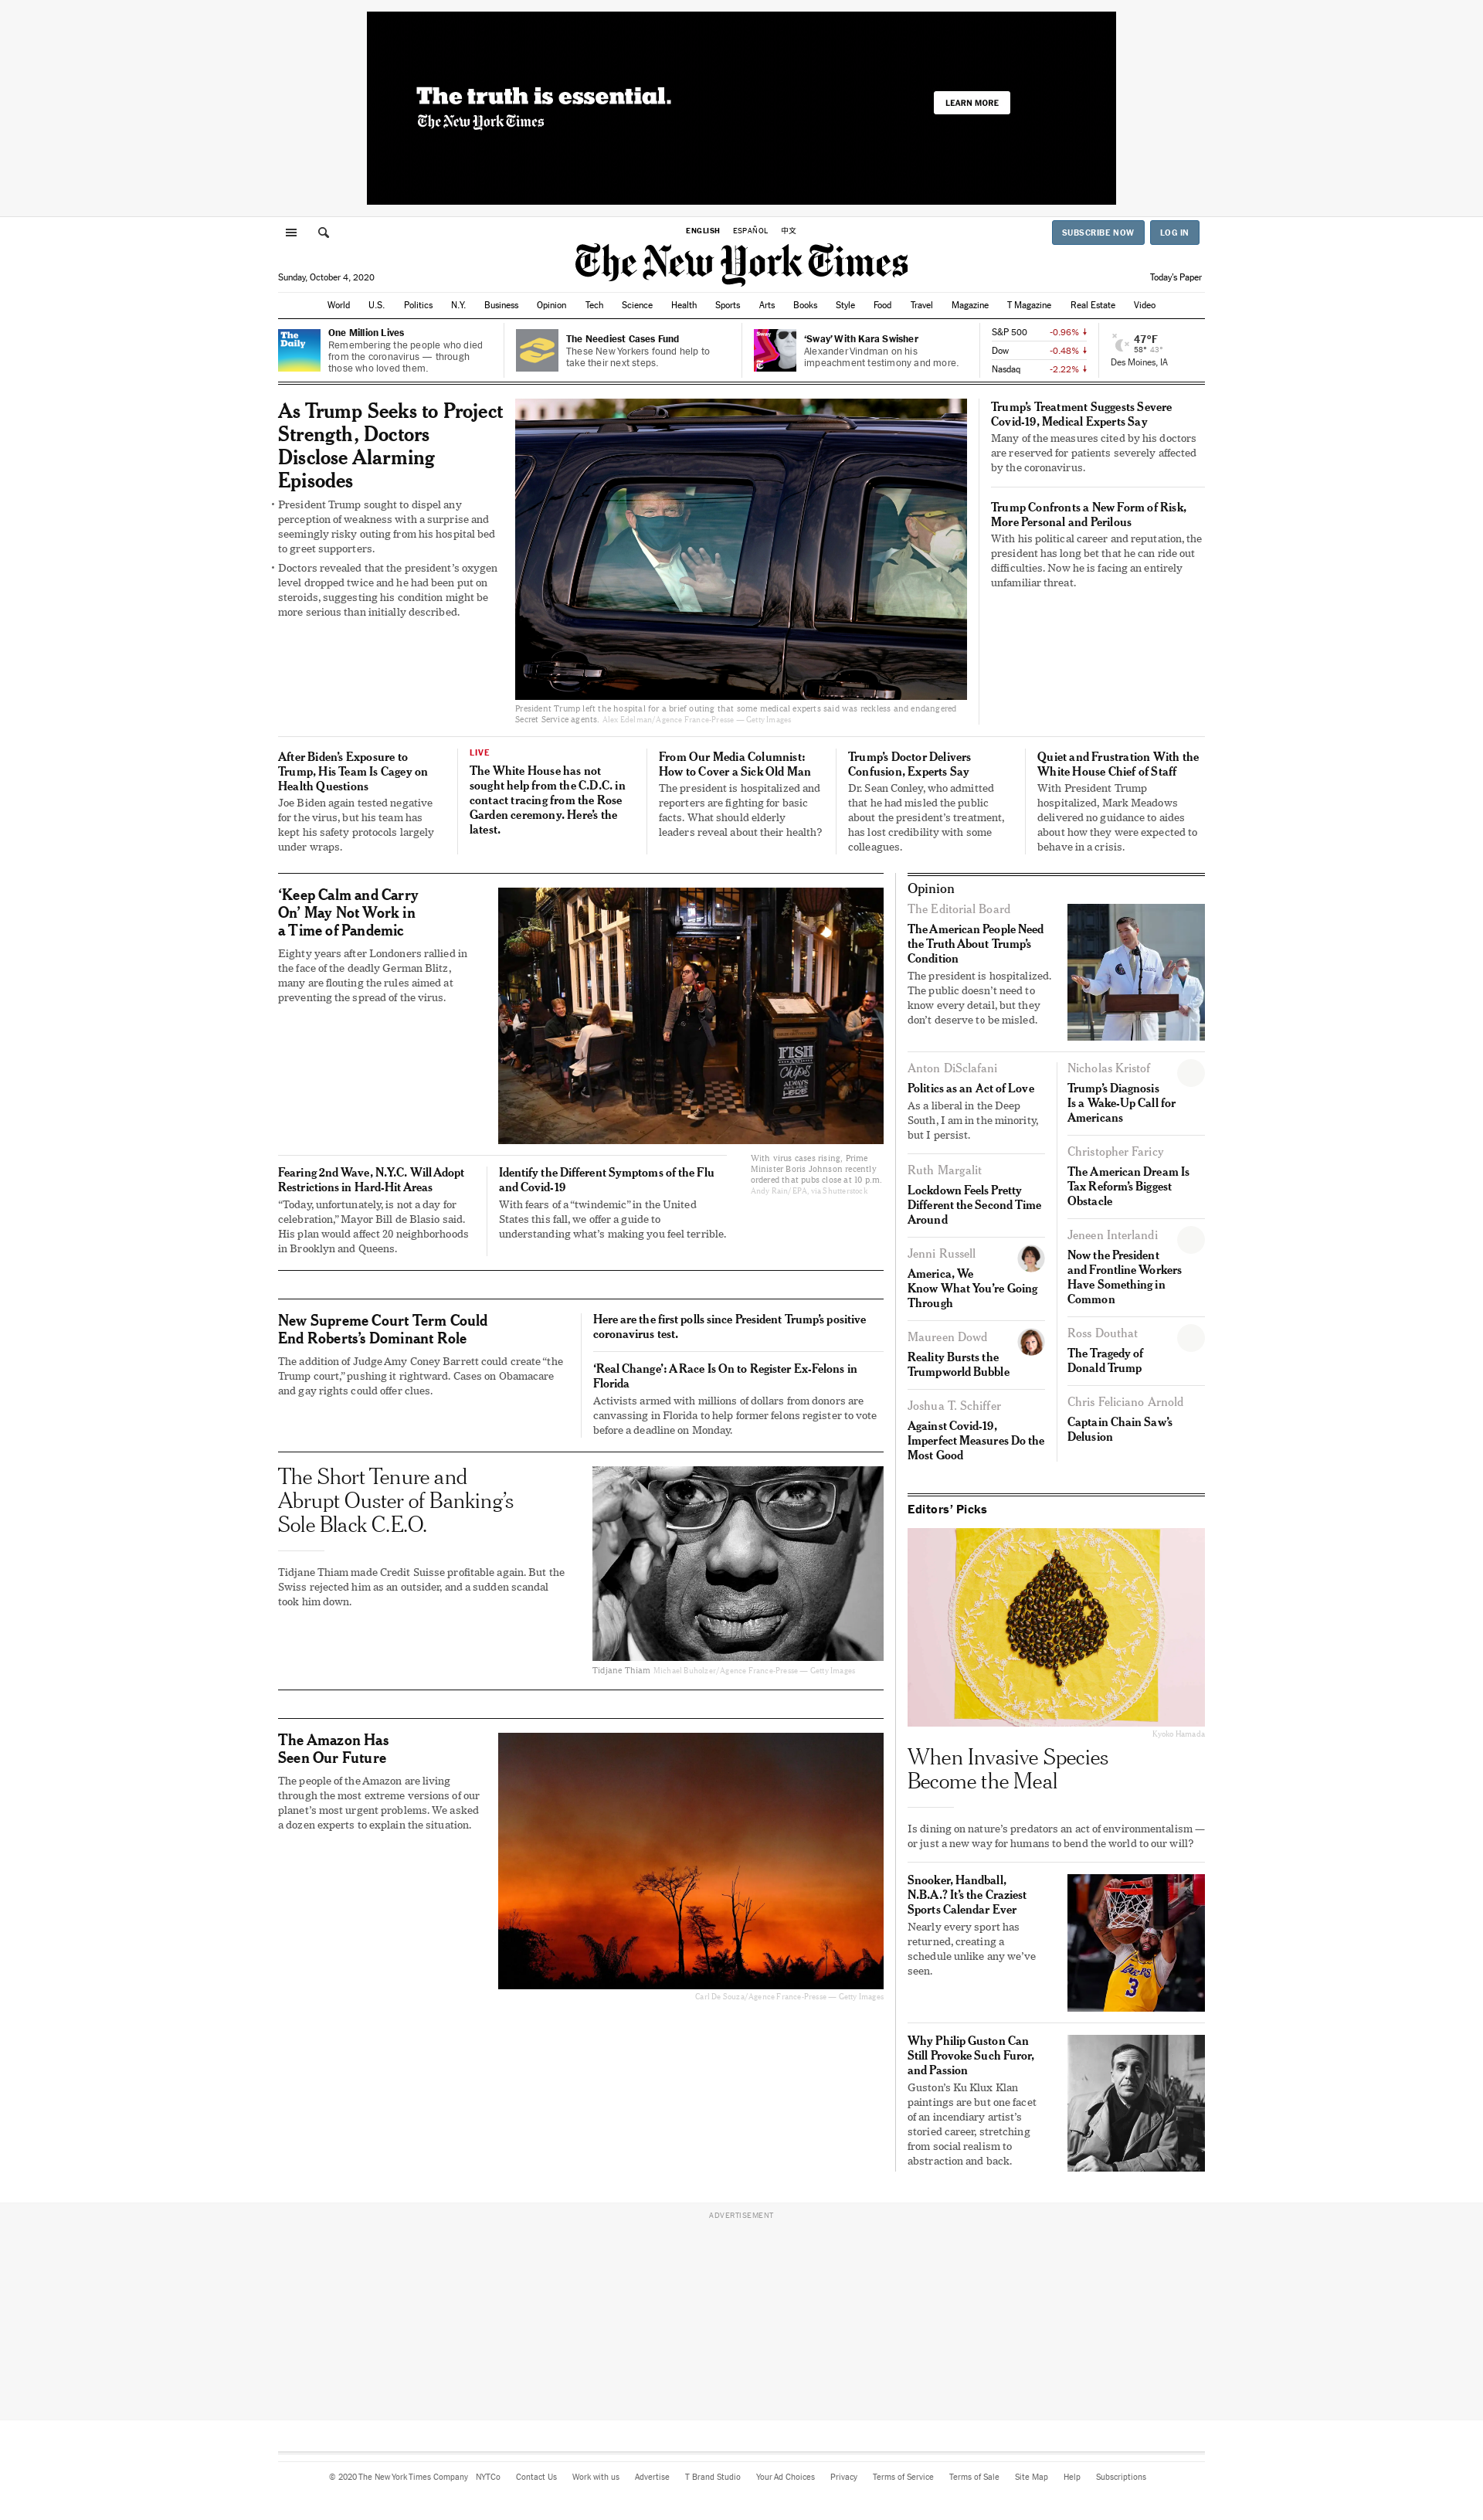 The truth is essential.
The New York Times
LEARN MORE
ENGLISH ESPAÑOL 中文
SUBSCRIBE NOW LOG IN
The New York Times
Sunday, October 4, 2020
Today's Paper
World U.S. Politics N.Y. Business Opinion Tech Science Health Sports Arts Books Style Food Travel Magazine T Magazine Real Estate Video
The
Daily
One Million Lives
Remembering the people who died
from the coronavirus — through
those who loved them.
The Neediest Cases Fund
These New Yorkers found help to
take their next steps.
Sway
‘Sway’ With Kara Swisher
Alexander Vindman on his
impeachment testimony and more.
S&P 500 -0.96%
Dow -0.48%
Nasdaq -2.22%
47°F
58° 43°
Des Moines, IA
As Trump Seeks to Project
Strength, Doctors
Disclose Alarming
Episodes
• President Trump sought to dispel any
perception of weakness with a surprise and
seemingly risky outing from his hospital bed
to greet supporters.
• Doctors revealed that the president’s oxygen
level dropped twice and he had been put on
steroids, suggesting his condition might be
more serious than initially described.
President Trump left the hospital for a brief outing that some medical experts said was reckless and endangered
Secret Service agents. Alex Edelman/Agence France-Presse — Getty Images
Trump’s Treatment Suggests Severe
Covid-19, Medical Experts Say
Many of the measures cited by his doctors
are reserved for patients severely affected
by the coronavirus.
Trump Confronts a New Form of Risk,
More Personal and Perilous
With his political career and reputation, the
president has long bet that he can ride out
difficulties. Now he is facing an entirely
unfamiliar threat.
After Biden’s Exposure to
Trump, His Team Is Cagey on
Health Questions
Joe Biden again tested negative
for the virus, but his team has
kept his safety protocols largely
under wraps.
LIVE
The White House has not
sought help from the C.D.C. in
contact tracing from the Rose
Garden ceremony. Here’s the
latest.
From Our Media Columnist:
How to Cover a Sick Old Man
The president is hospitalized and
reporters are fighting for basic
facts. What should elderly
leaders reveal about their health?
Trump’s Doctor Delivers
Confusion, Experts Say
Dr. Sean Conley, who admitted
that he had misled the public
about the president’s treatment,
has lost credibility with some
colleagues.
Quiet and Frustration With the
White House Chief of Staff
With President Trump
hospitalized, Mark Meadows
delivered no guidance to aides
about how they were expected to
behave in a crisis.
‘Keep Calm and Carry
On’ May Not Work in
a Time of Pandemic
Eighty years after Londoners rallied in
the face of the deadly German Blitz,
many are flouting the rules aimed at
preventing the spread of the virus.
FISH
AND
Chips
ALWAYS
HERE
With virus cases rising, Prime
Minister Boris Johnson recently
ordered that pubs close at 10 p.m.
Andy Rain/EPA, via Shutterstock
Fearing 2nd Wave, N.Y.C. Will Adopt
Restrictions in Hard-Hit Areas
“Today, unfortunately, is not a day for
celebration,” Mayor Bill de Blasio said.
His plan would affect 20 neighborhoods
in Brooklyn and Queens.
Identify the Different Symptoms of the Flu
and Covid-19
With fears of a “twindemic” in the United
States this fall, we offer a guide to
understanding what’s making you feel terrible.
New Supreme Court Term Could
End Roberts’s Dominant Role
The addition of Judge Amy Coney Barrett could create “the
Trump court,” pushing it rightward. Cases on Obamacare
and gay rights could offer clues.
Here are the first polls since President Trump’s positive
coronavirus test.
‘Real Change’: A Race Is On to Register Ex-Felons in
Florida
Activists armed with millions of dollars from donors are
canvassing in Florida to help former felons register to vote
before a deadline on Monday.
The Short Tenure and
Abrupt Ouster of Banking’s
Sole Black C.E.O.
Tidjane Thiam made Credit Suisse profitable again. But the
Swiss rejected him as an outsider, and a sudden scandal
took him down.
Tidjane Thiam Michael Buholzer/Agence France-Presse — Getty Images
The Amazon Has
Seen Our Future
The people of the Amazon are living
through the most extreme versions of our
planet’s most urgent problems. We asked
a dozen experts to explain the situation.
Carl De Souza/Agence France-Presse — Getty Images
Opinion
The Editorial Board
The American People Need
the Truth About Trump’s
Condition
The president is hospitalized.
The public doesn’t need to
know every detail, but they
don’t deserve to be misled.
Anton DiSclafani
Politics as an Act of Love
As a liberal in the Deep
South, I am in the minority,
but I persist.
Ruth Margalit
Lockdown Feels Pretty
Different the Second Time
Around
Jenni Russell
America, We
Know What You’re Going
Through
Maureen Dowd
Reality Bursts the
Trumpworld Bubble
Joshua T. Schiffer
Against Covid-19,
Imperfect Measures Do the
Most Good
Nicholas Kristof
Trump’s Diagnosis
Is a Wake-Up Call for
Americans
Christopher Faricy
The American Dream Is
Tax Reform’s Biggest
Obstacle
Jeneen Interlandi
Now the President
and Frontline Workers
Have Something in
Common
Ross Douthat
The Tragedy of
Donald Trump
Chris Feliciano Arnold
Captain Chain Saw’s
Delusion
Editors’ Picks
Kyoko Hamada
When Invasive Species
Become the Meal
Is dining on nature’s predators an act of environmentalism —
or just a new way for humans to bend the world to our will?
Snooker, Handball,
N.B.A.? It’s the Craziest
Sports Calendar Ever
Nearly every sport has
returned, creating a
schedule unlike any we’ve
seen.
LAKERS
3
Why Philip Guston Can
Still Provoke Such Furor,
and Passion
Guston’s Ku Klux Klan
paintings are but one facet
of an incendiary artist’s
storied career, stretching
from social realism to
abstraction and back.
ADVERTISEMENT
© 2020 The New York Times Company NYTCo Contact Us Work with us Advertise T Brand Studio Your Ad Choices Privacy Terms of Service Terms of Sale Site Map Help Subscriptions